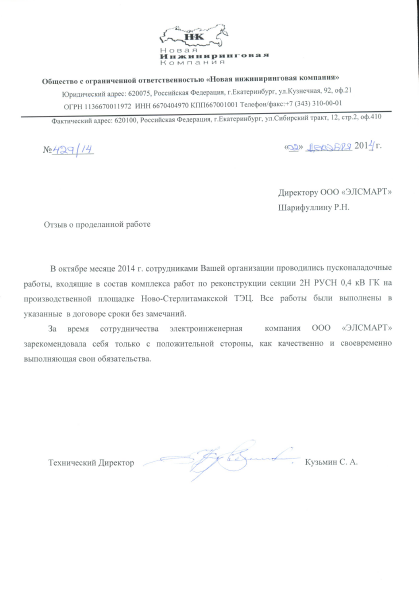 НК
Новая
Инжиниринговая
Компания
Общество с ограниченной ответственностью «Новая инжиниринговая компания»
Юридический адрес: 620075, Российская Федерация, г.Екатеринбург, ул.Кузнечная, 92, оф.21
ОГРН 1136670011972 ИНН 6670404970 КПП667001001 Телефон/факс:+7 (343) 310-00-01
Фактический адрес: 620100, Российская Федерация, г.Екатеринбург, ул.Сибирский тракт, 12, стр.2, оф.410
№429/14 «02» декабря 2014 г.
Директору ООО «ЭЛСМАРТ»
Шарифуллину Р.Н.
Отзыв о проделанной работе
В октябре месяце 2014 г. сотрудниками Вашей организации проводились пусконаладочные
работы, входящие в состав комплекса работ по реконструкции секции 2Н РУСН 0,4 кВ ГК на
производственной площадке Ново-Стерлитамакской ТЭЦ. Все работы были выполнены в
указанные в договоре сроки без замечаний.
За время сотрудничества электроинженерная компания ООО «ЭЛСМАРТ»
зарекомендовала себя только с положительной стороны, как качественно и своевременно
выполняющая свои обязательства.
Технический Директор Кузьмин С. А.